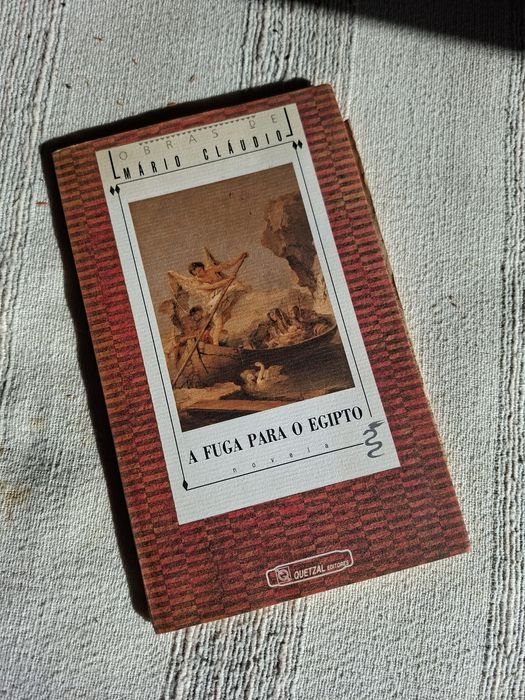 OBRAS DE
MÁRIO CLÁUDIO
A FUGA PARA O EGIPTO
novela
QUETZAL EDITORES